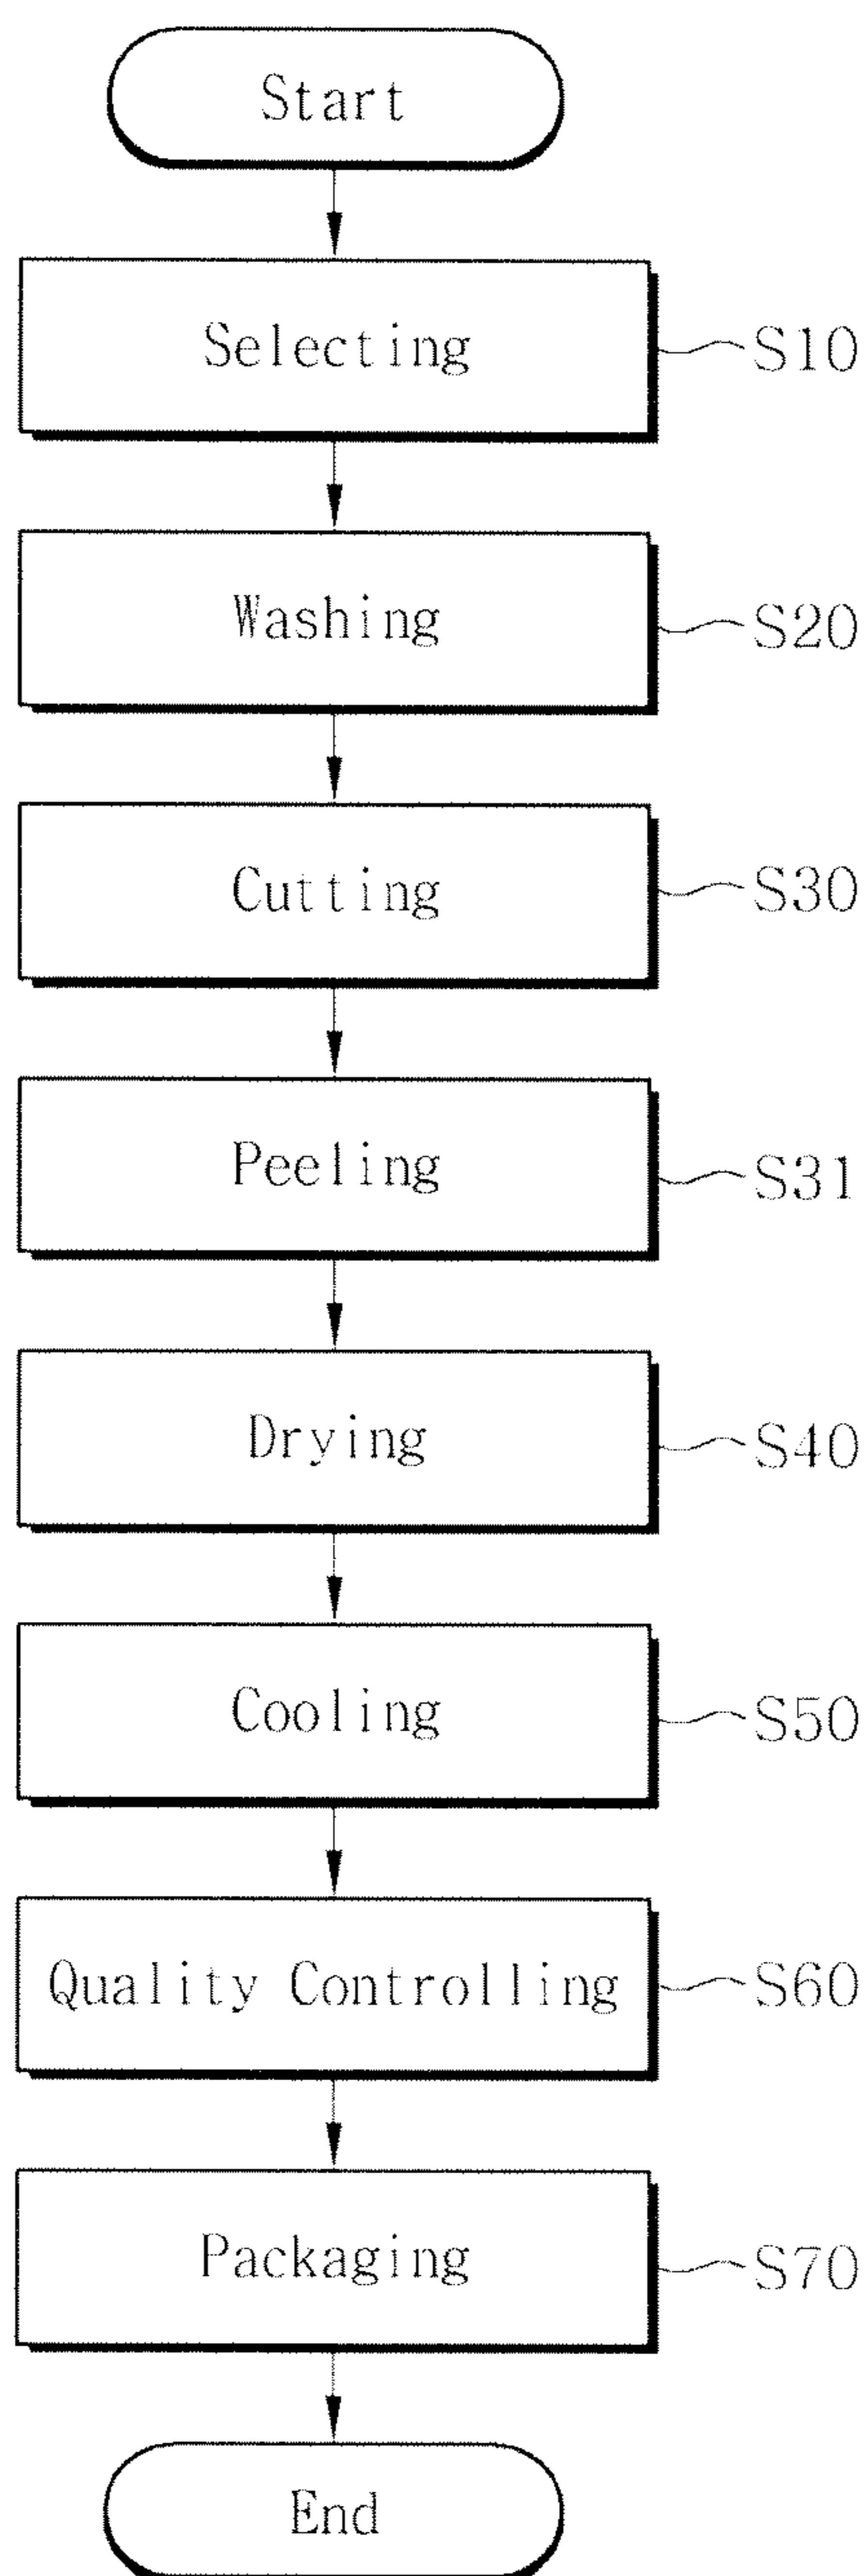 Start
Selecting S10
Washing S20
Cutting S30
Peeling S31
Drying S40
Cooling S50
Quality Controlling S60
Packaging S70
End